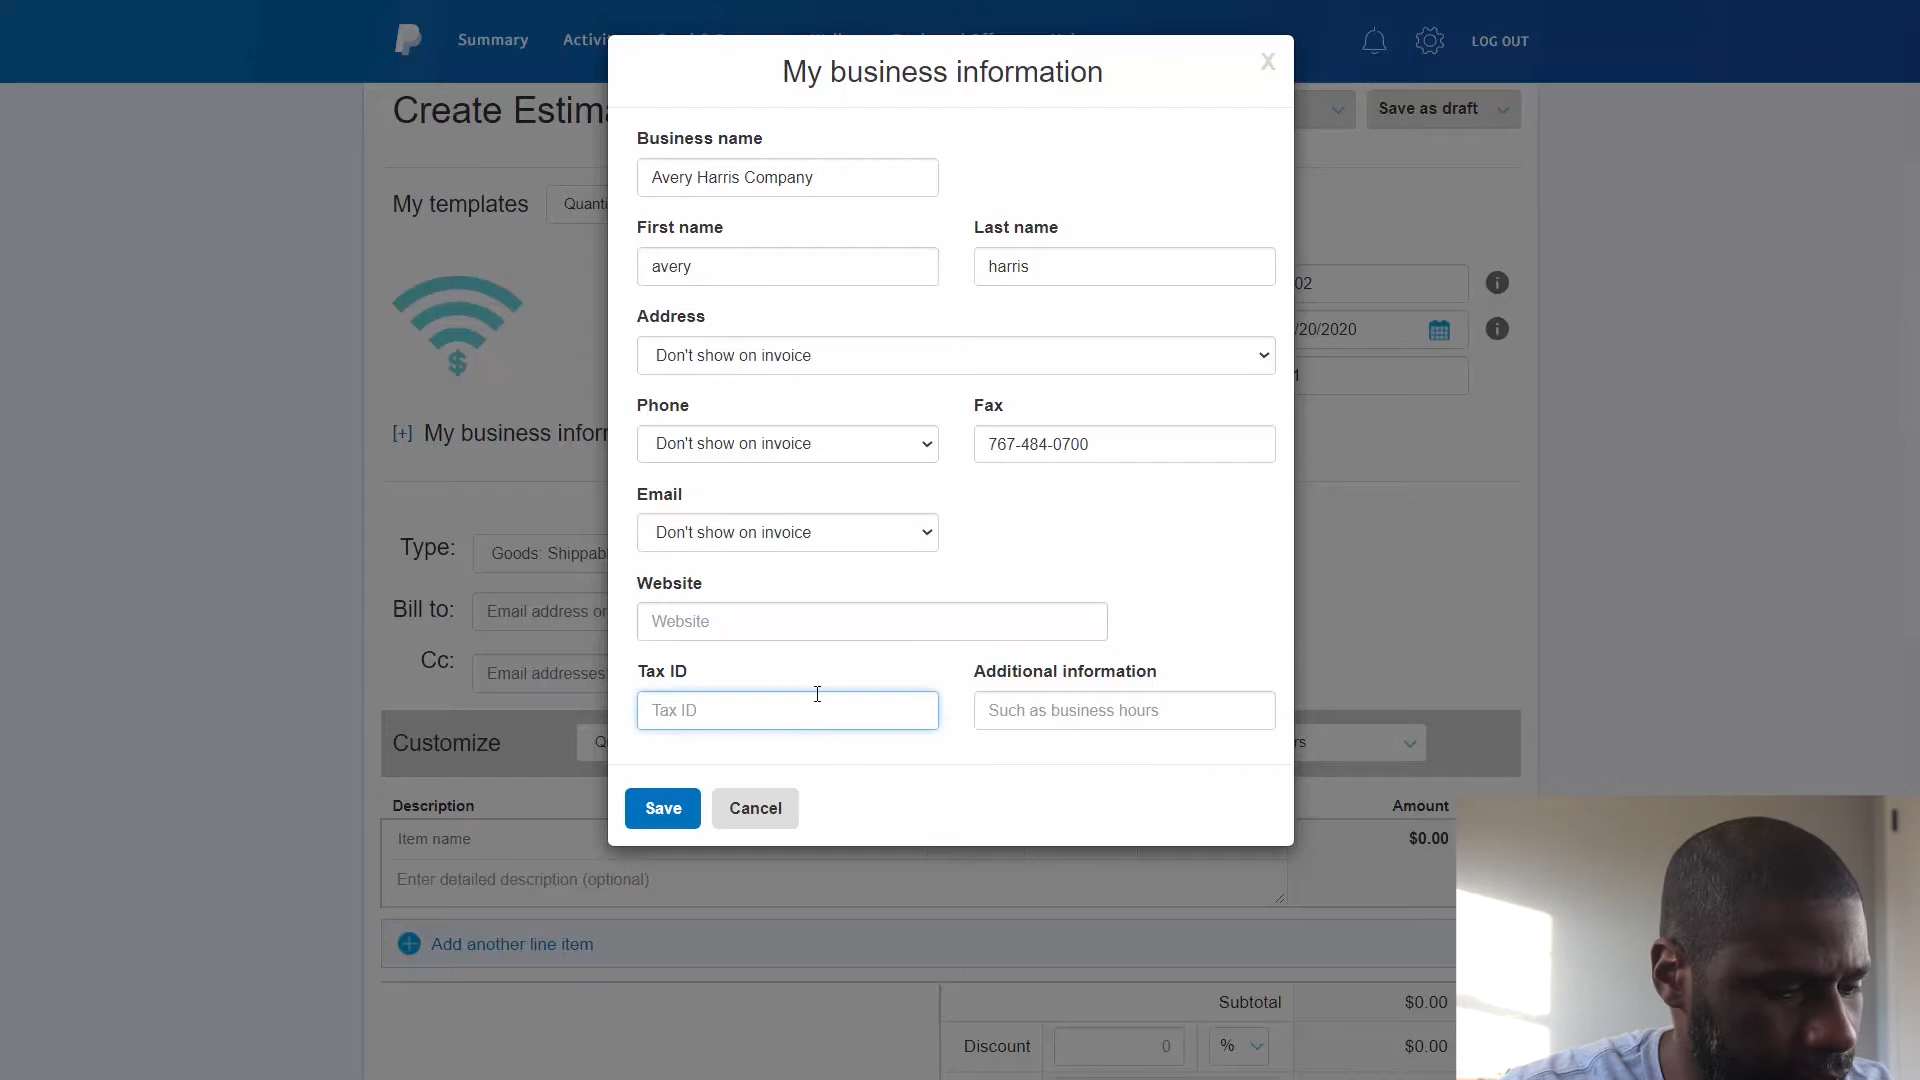 Summary Activi LOG OUT
My business information X
Create Estima Save as draft
Business name
Avery Harris Company
My templates Quanti
First name Last name
avery harris
02
Address
/20/2020
Don't show on invoice
1
Phone Fax
[+] My business inforr Don't show on invoice 767-484-0700
Email
Don't show on invoice
Type: Goods: Shippab
Website
Bill to: Email address or Website
Cc: Email addresses
Tax ID Additional information
Tax ID Such as business hours
Customize Q rs
Save Cancel
Description Amount
Item name $0.00
Enter detailed description (optional)
Add another line item
Subtotal $0.00
Discount 0 % $0.00